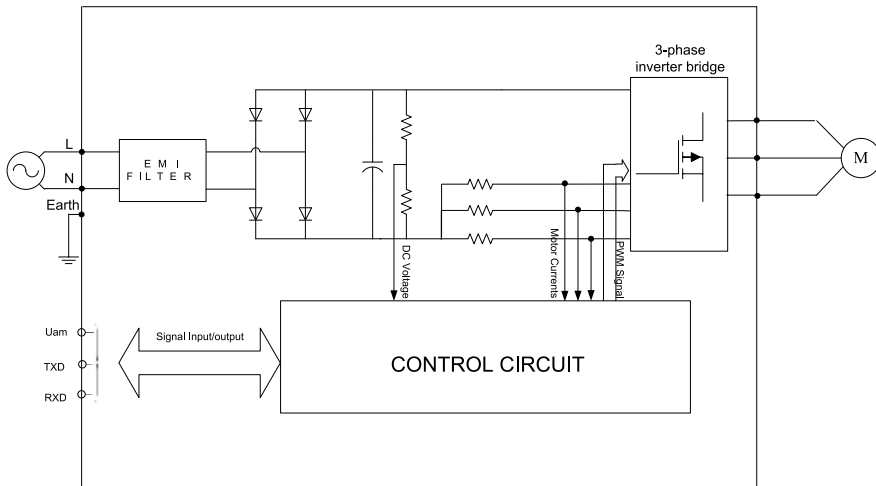 3-phase
inverter bridge
L
E M I
F I L T E R
N
Earth
M
DC Voltage
Motor Currents
PWM Signal
Uam
TXD
RXD
Signal Input/output
CONTROL CIRCUIT